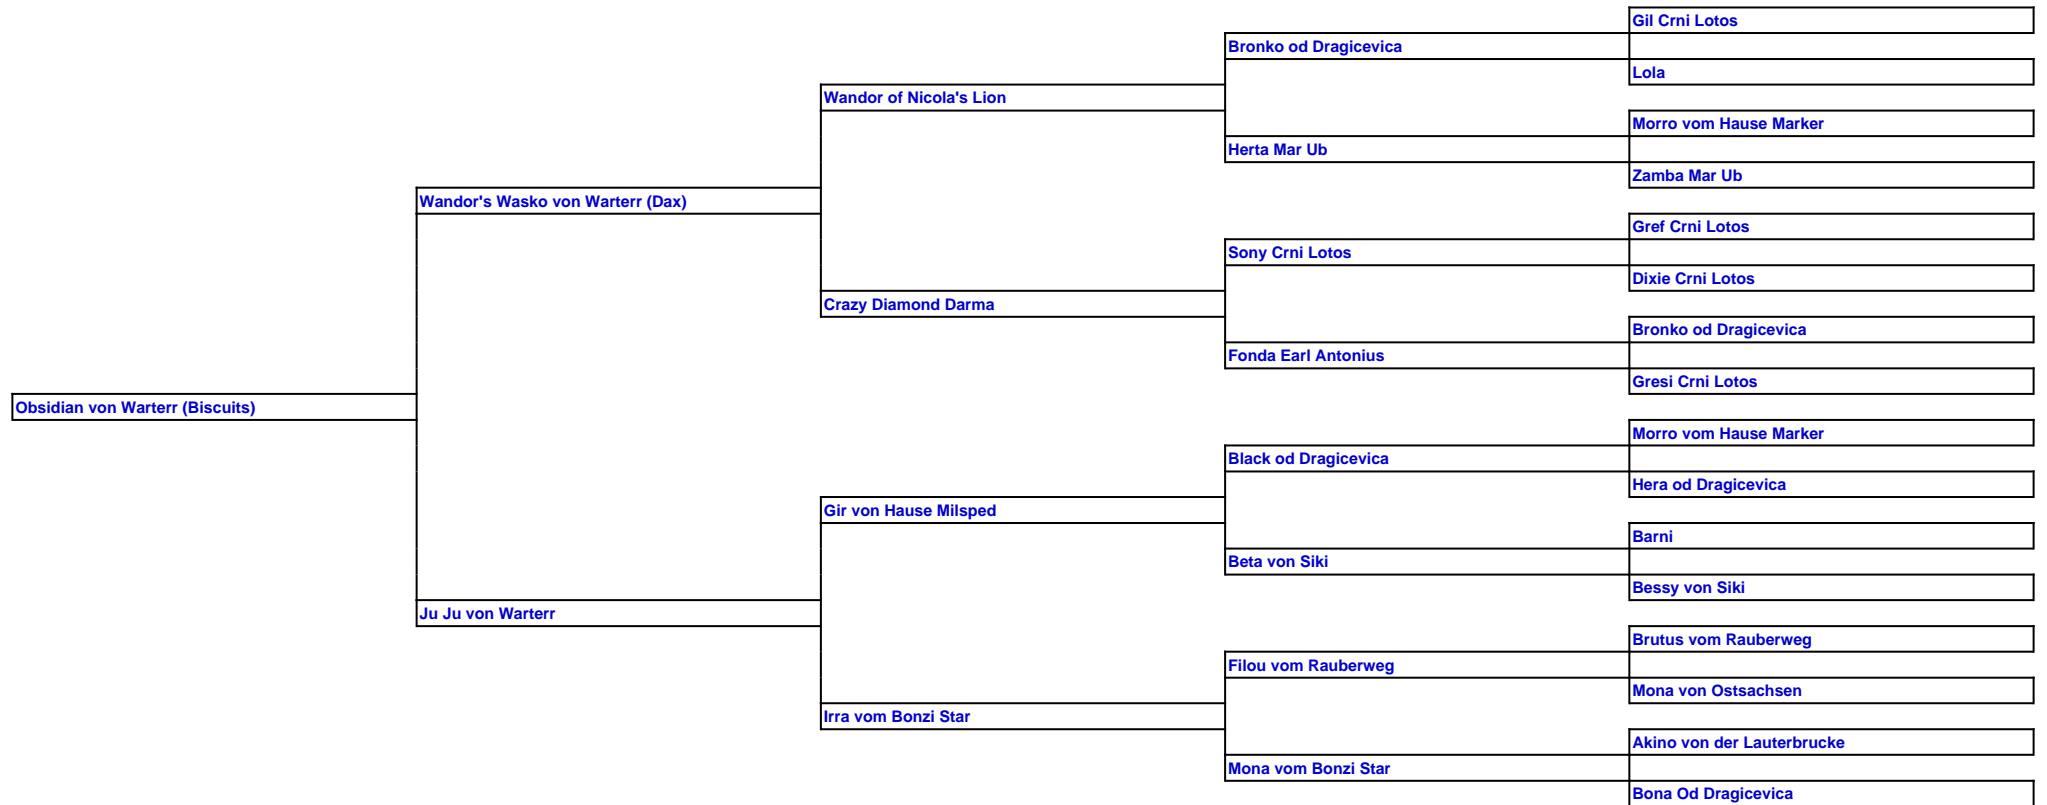 Gil Crni Lotos
Bronko od Dragicevica
Lola
Wandor of Nicola's Lion
Morro vom Hause Marker
Herta Mar Ub
Zamba Mar Ub
Wandor's Wasko von Warterr (Dax)
Gref Crni Lotos
Sony Crni Lotos
Dixie Crni Lotos
Crazy Diamond Darma
Bronko od Dragicevica
Fonda Earl Antonius
Gresi Crni Lotos
Obsidian von Warterr (Biscuits)
Morro vom Hause Marker
Black od Dragicevica
Hera od Dragicevica
Gir von Hause Milsped
Barni
Beta von Siki
Bessy von Siki
Ju Ju von Warterr
Brutus vom Rauberweg
Filou vom Rauberweg
Mona von Ostsachsen
Irra vom Bonzi Star
Akino von der Lauterbrucke
Mona vom Bonzi Star
Bona Od Dragicevica